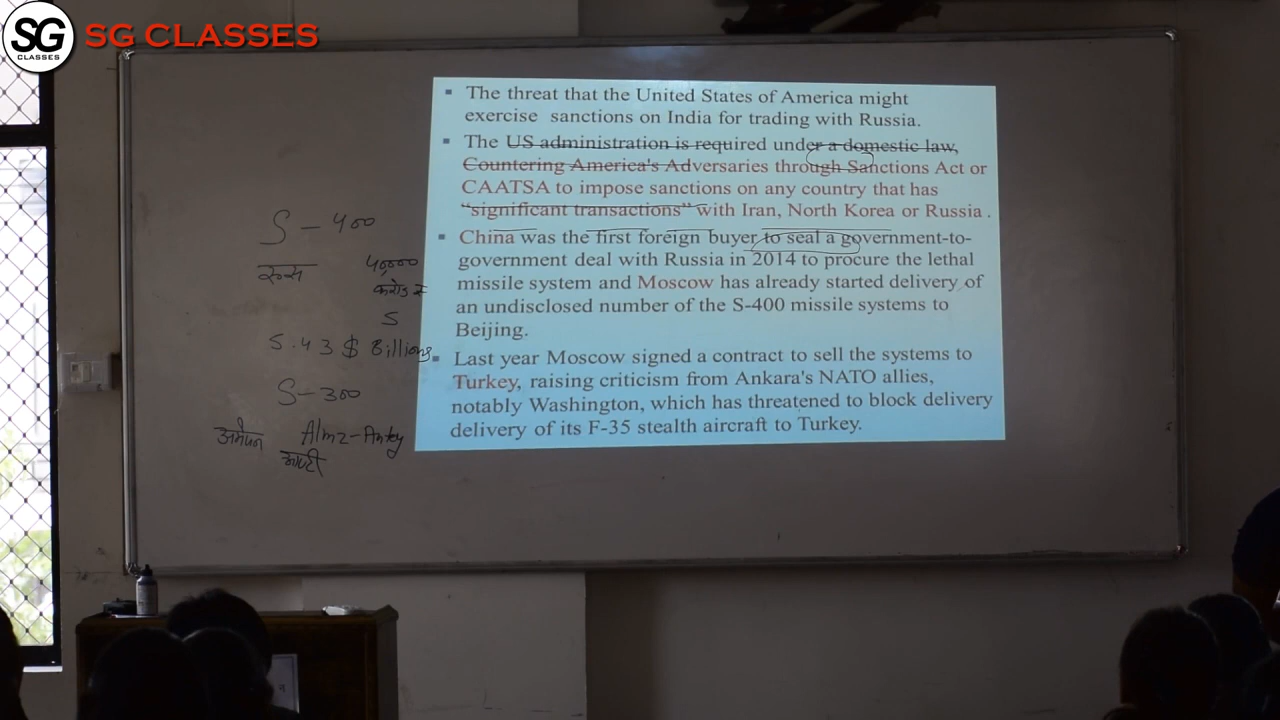 SG
CLASSES
SG CLASSES
The threat that the United States of America might
exercise sanctions on India for trading with Russia.
The US administration is required under a domestic law,
Countering America's Adversaries through Sanctions Act or
CAATSA to impose sanctions on any country that has
“significant transactions” with Iran, North Korea or Russia .
China was the first foreign buyer to seal a government-to-
government deal with Russia in 2014 to procure the lethal
missile system and Moscow has already started delivery of
an undisclosed number of the S-400 missile systems to
Beijing.
Last year Moscow signed a contract to sell the systems to
Turkey, raising criticism from Ankara's NATO allies,
notably Washington, which has threatened to block delivery
delivery of its F-35 stealth aircraft to Turkey.
S - 400
रूस
40,000
करोड़ रु
5
5.43 $ Billions
S-300
Almz-Antey